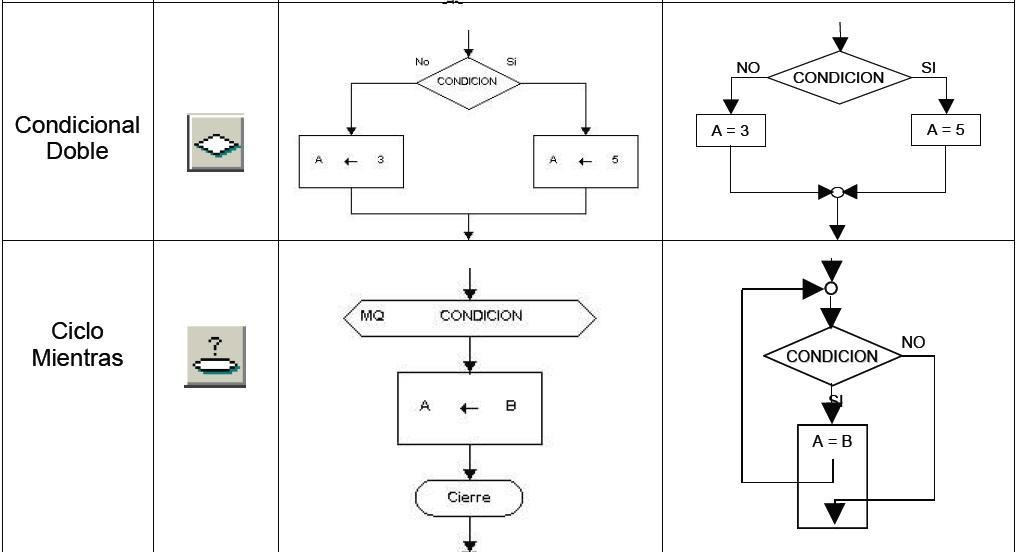 Condicional
Doble
No
Si
CONDICION
A ← 3
A ← 5
NO
SI
CONDICION
A = 3
A = 5
Ciclo
Mientras
?
MQ CONDICION
A ← B
Cierre
CONDICION
NO
SI
A = B